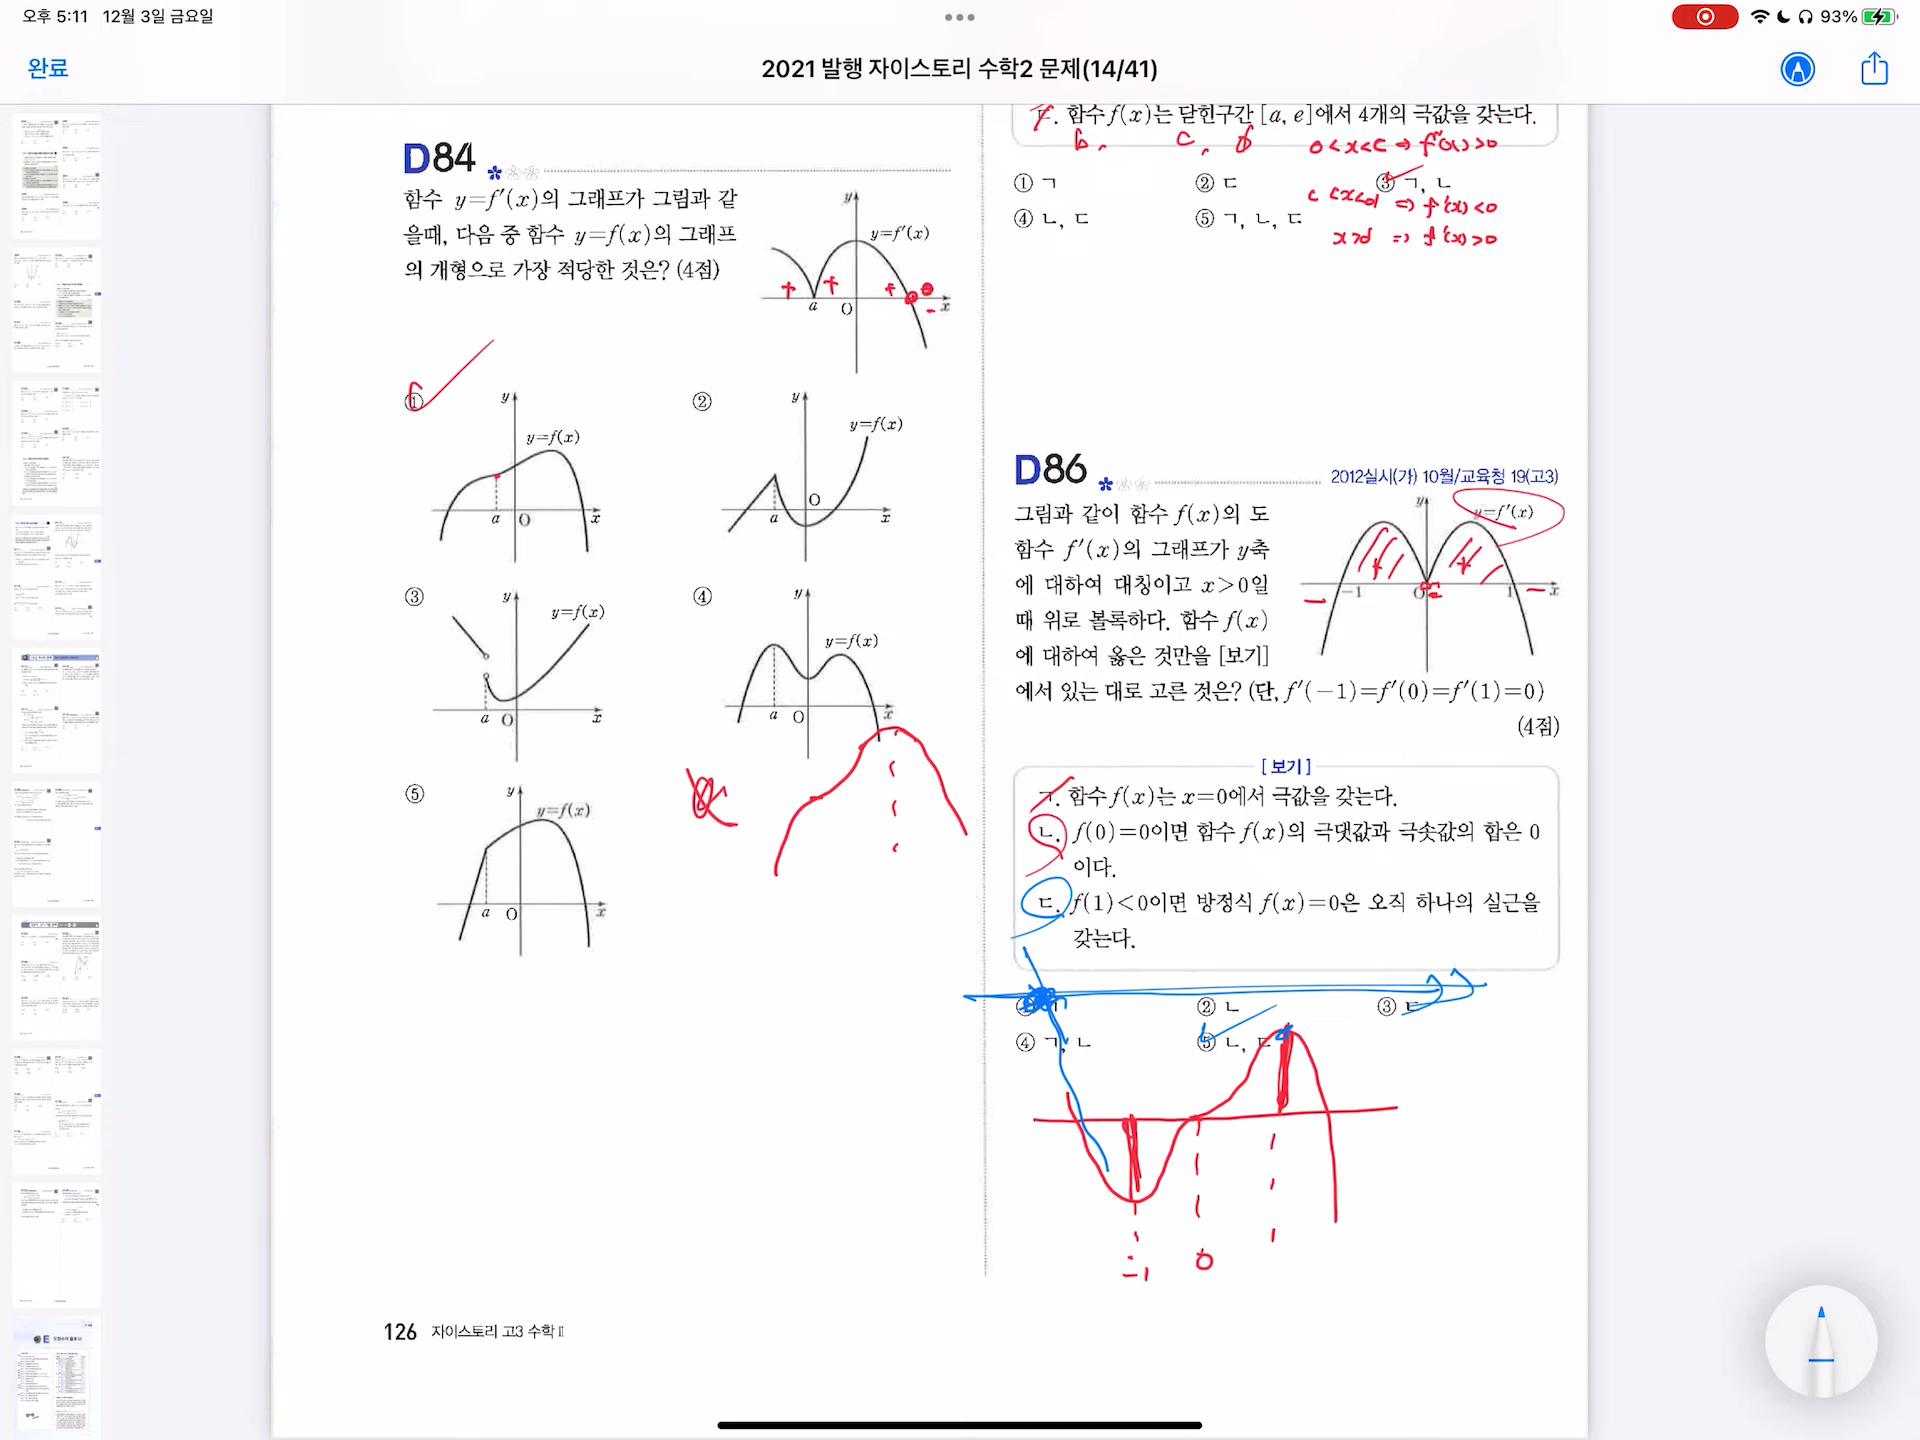 오후 5:11 12월 3일 금요일
93%
완료
2021 발행 자이스토리 수학2 문제(14/41)
D84
함수 y=f′(x)의 그래프가 그림과 같
을때, 다음 중 함수 y=f(x)의 그래프
의 개형으로 가장 적당한 것은? (4점)
y
y=f′(x)
+ + + -
a O x
① y y=f(x) a O x
② y y=f(x) a O x
③ y y=f(x) a O x
④ y y=f(x) a O x
⑤ y y=f(x) a O x
126 자이스토리 고3 수학Ⅱ
ㄷ. 함수 f(x)는 닫힌구간 [a, e]에서 4개의 극값을 갖는다.
b, c, d
0<x<c ⇒ f′(x)>0
① ㄱ ② ㄷ ③ ㄱ, ㄴ
c<x<d ⇒ f′(x)<0
④ ㄴ, ㄷ ⑤ ㄱ, ㄴ, ㄷ
x>d ⇒ f′(x)>0
D86
2012실시(가) 10월/교육청 19(고3)
그림과 같이 함수 f(x)의 도
함수 f′(x)의 그래프가 y축
에 대하여 대칭이고 x>0일
때 위로 볼록하다. 함수 f(x)
에 대하여 옳은 것만을 [보기]
에서 있는 대로 고른 것은? (단, f′(−1)=f′(0)=f′(1)=0)
(4점)
y y=f′(x)
+ +
- −1 O 1 - x
[보기]
ㄱ. 함수 f(x)는 x=0에서 극값을 갖는다.
ㄴ. f(0)=0이면 함수 f(x)의 극댓값과 극솟값의 합은 0
이다.
ㄷ. f(1)<0이면 방정식 f(x)=0은 오직 하나의 실근을
갖는다.
① ㄱ ② ㄴ ③ ㄷ
④ ㄱ, ㄴ ⑤ ㄴ, ㄷ
-1 0